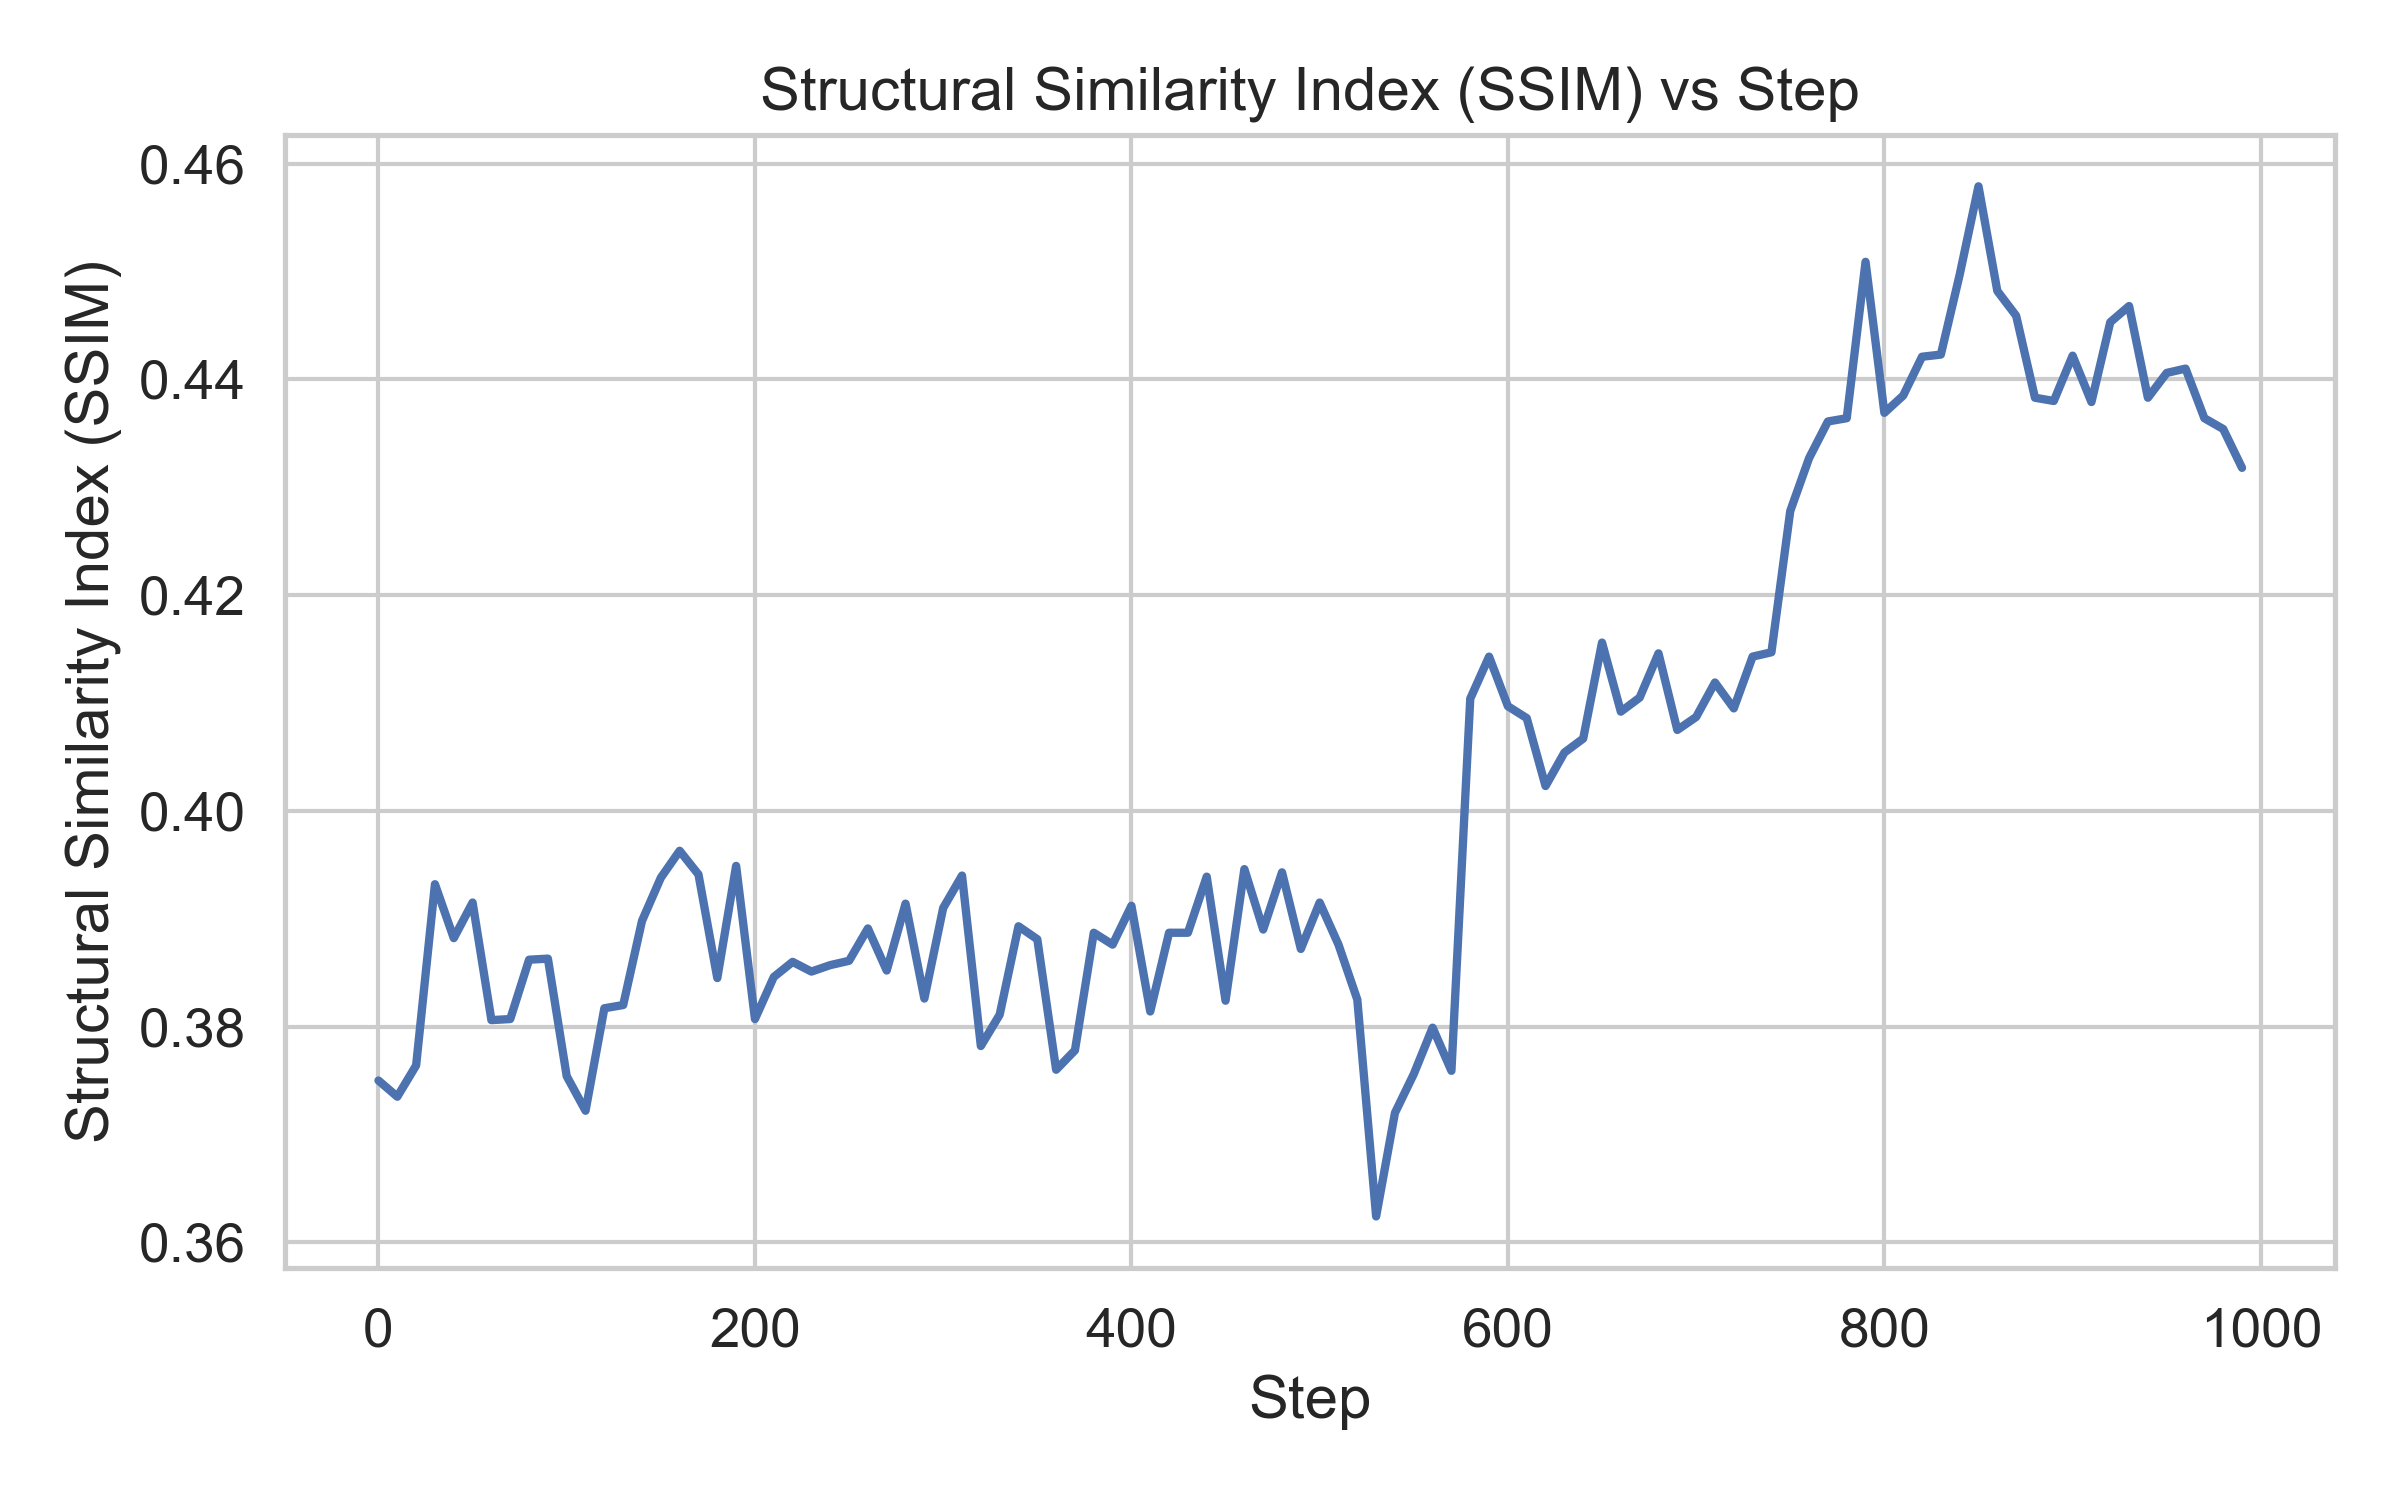 Structural Similarity Index (SSIM) vs Step
Structural Similarity Index (SSIM)
0.46
0.44
0.42
0.40
0.38
0.36
0 200 400 600 800 1000
Step